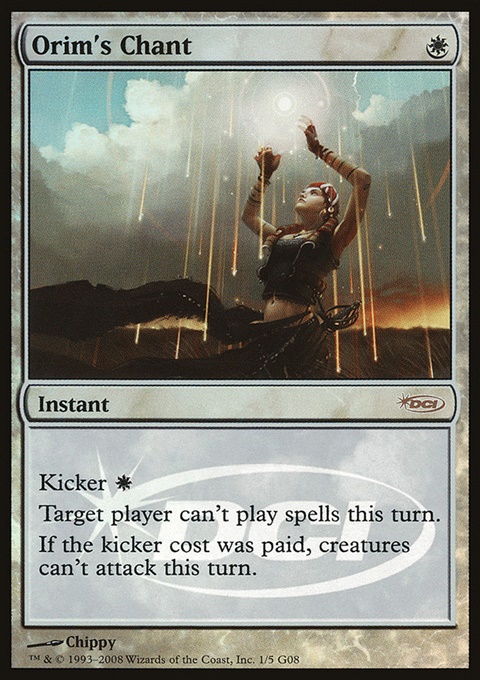 Orim's Chant
Instant
DCI
Kicker
Target player can't play spells this turn.
If the kicker cost was paid, creatures
can't attack this turn.
DCI
Chippy
™ & © 1993–2008 Wizards of the Coast, Inc. 1/5 G08